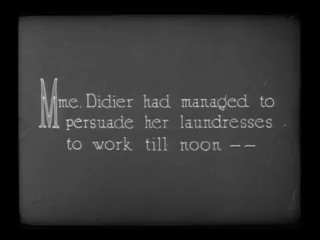 Mme. Didier had managed to
persuade her laundresses
to work till noon --